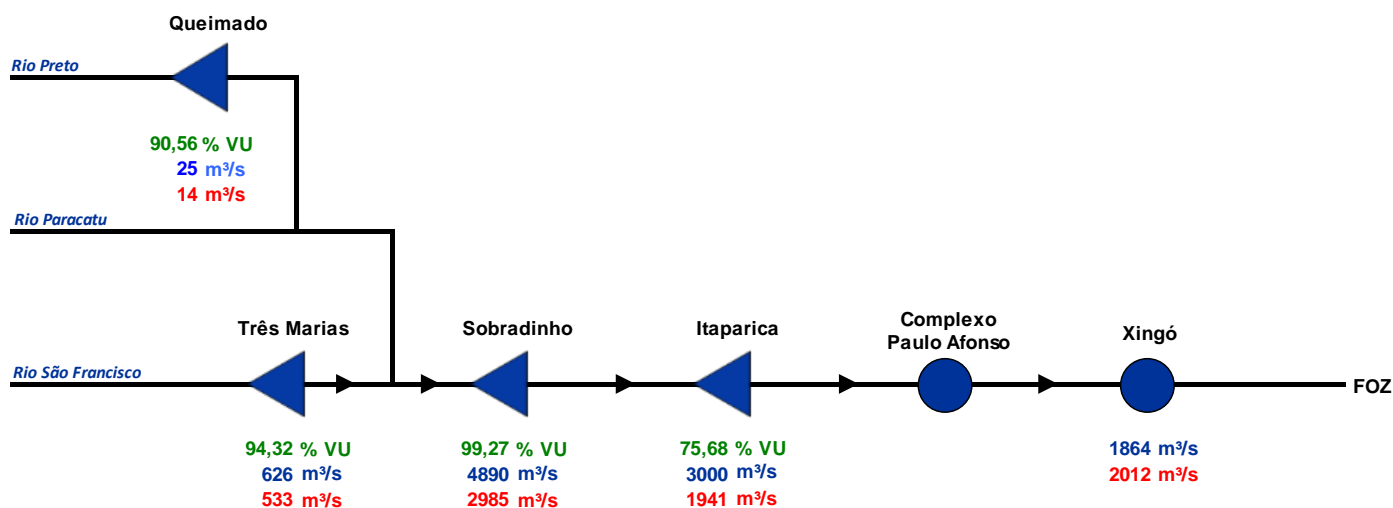 Queimado
Rio Preto
90,56 % VU
25 m³/s
14 m³/s
Rio Paracatu
Três Marias
Sobradinho
Itaparica
Complexo
Paulo Afonso
Xingó
Rio São Francisco
FOZ
94,32 % VU
626 m³/s
533 m³/s
99,27 % VU
4890 m³/s
2985 m³/s
75,68 % VU
3000 m³/s
1941 m³/s
1864 m³/s
2012 m³/s